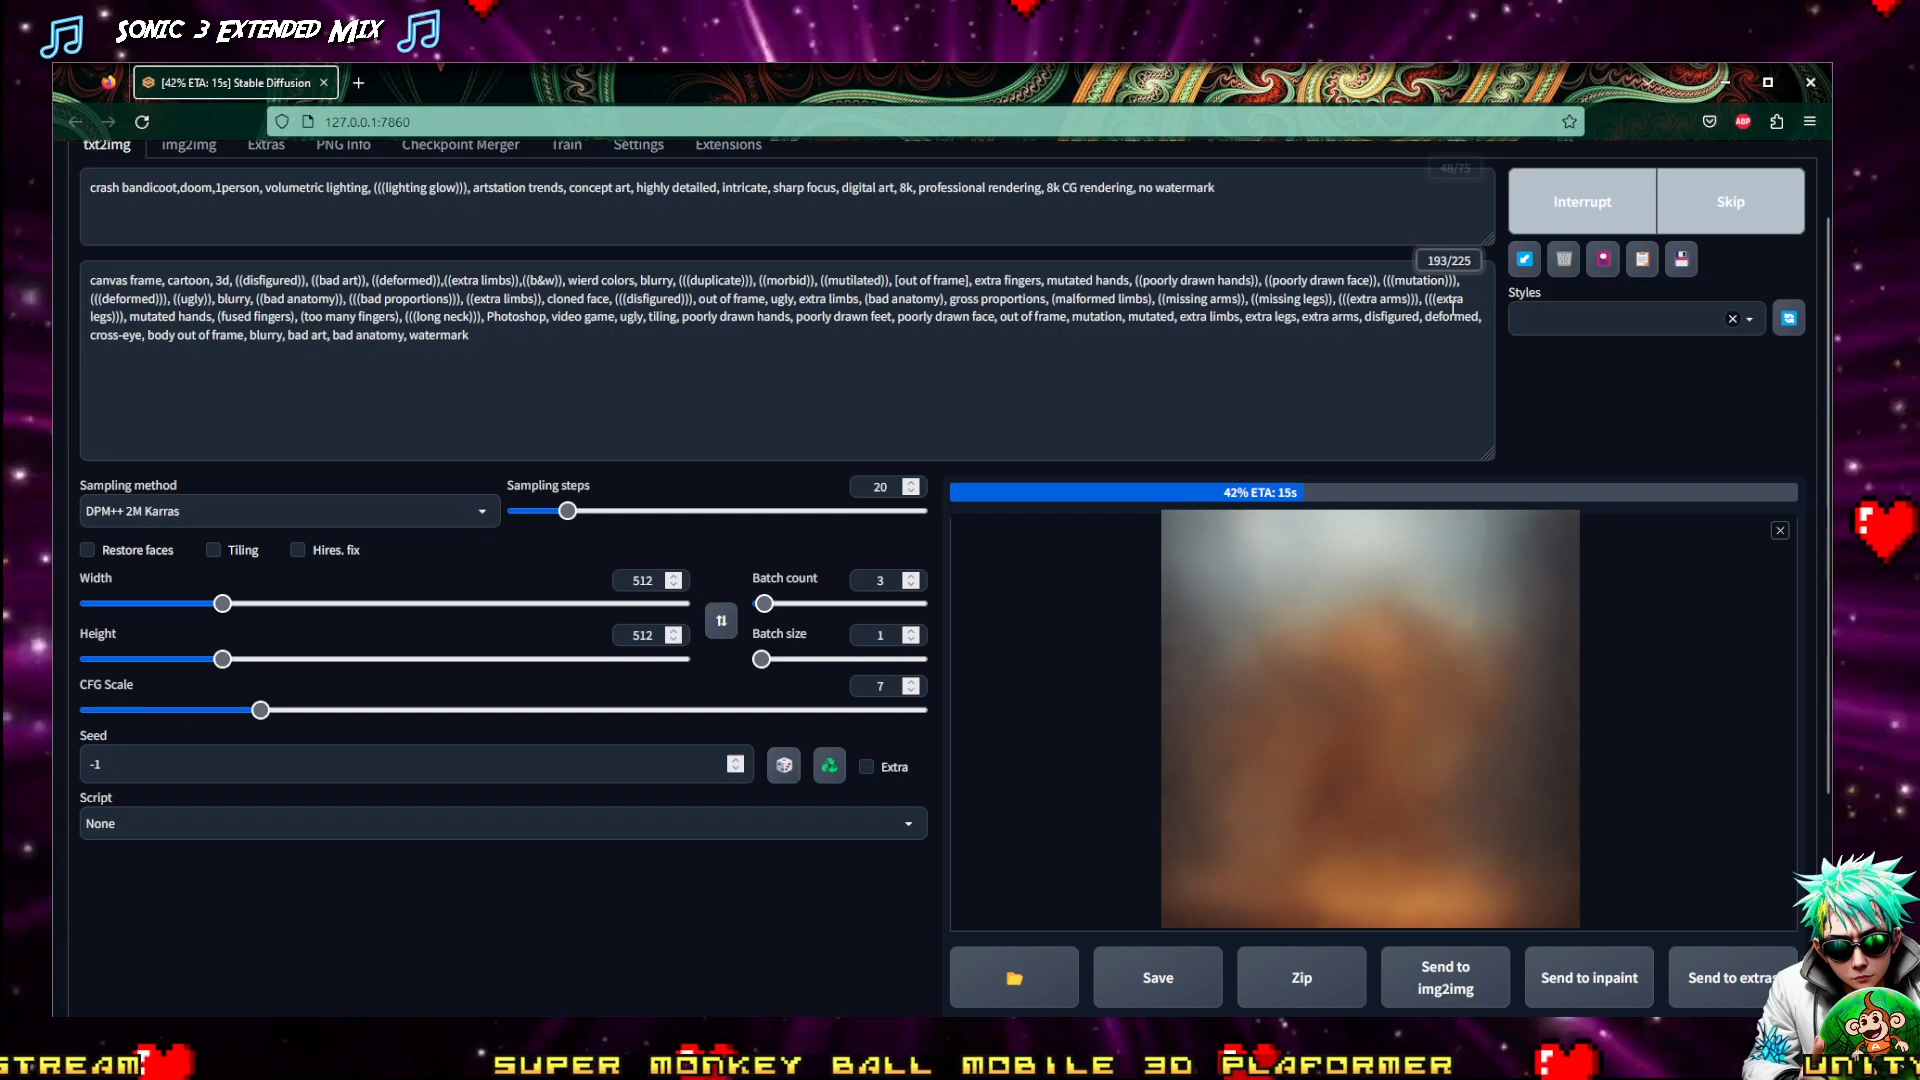 SONIC 3 EXTENDED MIX
[42% ETA: 15s] Stable Diffusion
127.0.0.1:7860
ABP
txt2img img2img Extras PNG Info Checkpoint Merger Train Settings Extensions
48/75
crash bandicoot,doom,1person, volumetric lighting, (((lighting glow))), artstation trends, concept art, highly detailed, intricate, sharp focus, digital art, 8k, professional rendering, 8k CG rendering, no watermark
Interrupt
Skip
193/225
canvas frame, cartoon, 3d, ((disfigured)), ((bad art)), ((deformed)),((extra limbs)),((b&w)), wierd colors, blurry, (((duplicate))), ((morbid)), ((mutilated)), [out of frame], extra fingers, mutated hands, ((poorly drawn hands)), ((poorly drawn face)), (((mutation))),
(((deformed))), ((ugly)), blurry, ((bad anatomy)), (((bad proportions))), ((extra limbs)), cloned face, (((disfigured))), out of frame, ugly, extra limbs, (bad anatomy), gross proportions, (malformed limbs), ((missing arms)), ((missing legs)), (((extra arms))), (((extra
legs))), mutated hands, (fused fingers), (too many fingers), (((long neck))), Photoshop, video game, ugly, tiling, poorly drawn hands, poorly drawn feet, poorly drawn face, out of frame, mutation, mutated, extra limbs, extra legs, extra arms, disfigured, deformed,
cross-eye, body out of frame, blurry, bad art, bad anatomy, watermark
Styles
Sampling method
DPM++ 2M Karras
Sampling steps
20
42% ETA: 15s
Restore faces
Tiling
Hires. fix
Width
512
Batch count
3
Height
512
Batch size
1
CFG Scale
7
Seed
-1
Extra
Script
None
Save
Zip
Send to
img2img
Send to inpaint
Send to extras
STREAM SUPER MONKEY BALL MOBILE 3D PLAFORMER UNITY